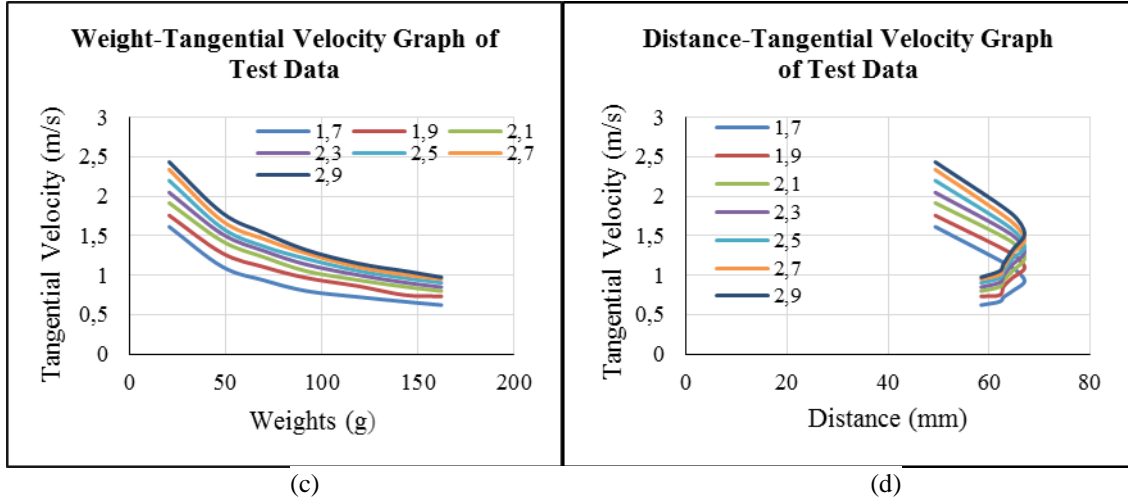 Weight-Tangential Velocity Graph of
Test Data
Tangential Velocity (m/s)
3
2,5
2
1,5
1
0,5
0
1,7 1,9 2,1
2,3 2,5 2,7
2,9
0 50 100 150 200
Weights (g)
(c)
Distance-Tangential Velocity Graph
of Test Data
Tangential Velocity (m/s)
3
2,5
2
1,5
1
0,5
0
1,7
1,9
2,1
2,3
2,5
2,7
2,9
0 20 40 60 80
Distance (mm)
(d)